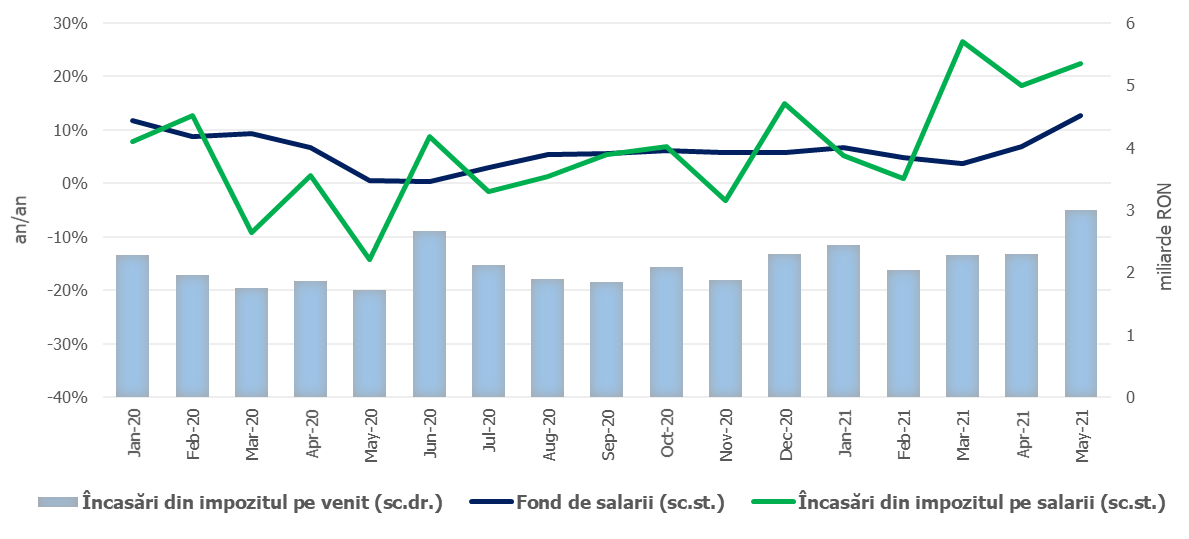 30%
20%
10%
0%
-10%
-20%
-30%
-40%
an/an
6
5
4
3
2
1
0
miliarde RON
Jan-20
Feb-20
Mar-20
Apr-20
May-20
Jun-20
Jul-20
Aug-20
Sep-20
Oct-20
Nov-20
Dec-20
Jan-21
Feb-21
Mar-21
Apr-21
May-21
Încasări din impozitul pe venit (sc.dr.) Fond de salarii (sc.st.) Încasări din impozitul pe salarii (sc.st.)